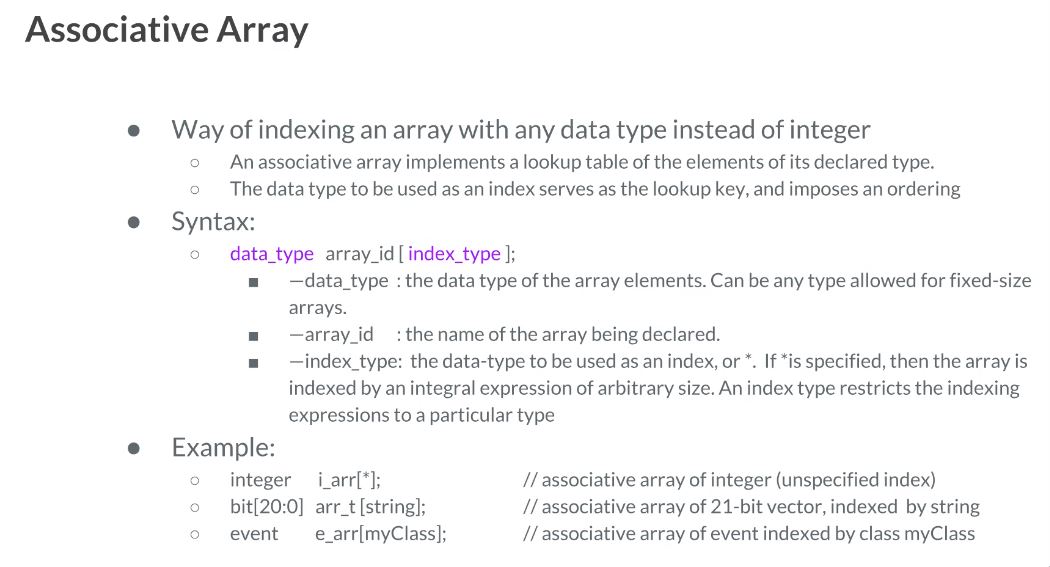 Associative Array
● Way of indexing an array with any data type instead of integer
○ An associative array implements a lookup table of the elements of its declared type.
○ The data type to be used as an index serves as the lookup key, and imposes an ordering
● Syntax:
○ data_type array_id [ index_type ];
■ —data_type : the data type of the array elements. Can be any type allowed for fixed-size
arrays.
■ —array_id : the name of the array being declared.
■ —index_type: the data-type to be used as an index, or *. If *is specified, then the array is
indexed by an integral expression of arbitrary size. An index type restricts the indexing
expressions to a particular type
● Example:
○ integer i_arr[*]; // associative array of integer (unspecified index)
○ bit[20:0] arr_t [string]; // associative array of 21-bit vector, indexed by string
○ event e_arr[myClass]; // associative array of event indexed by class myClass